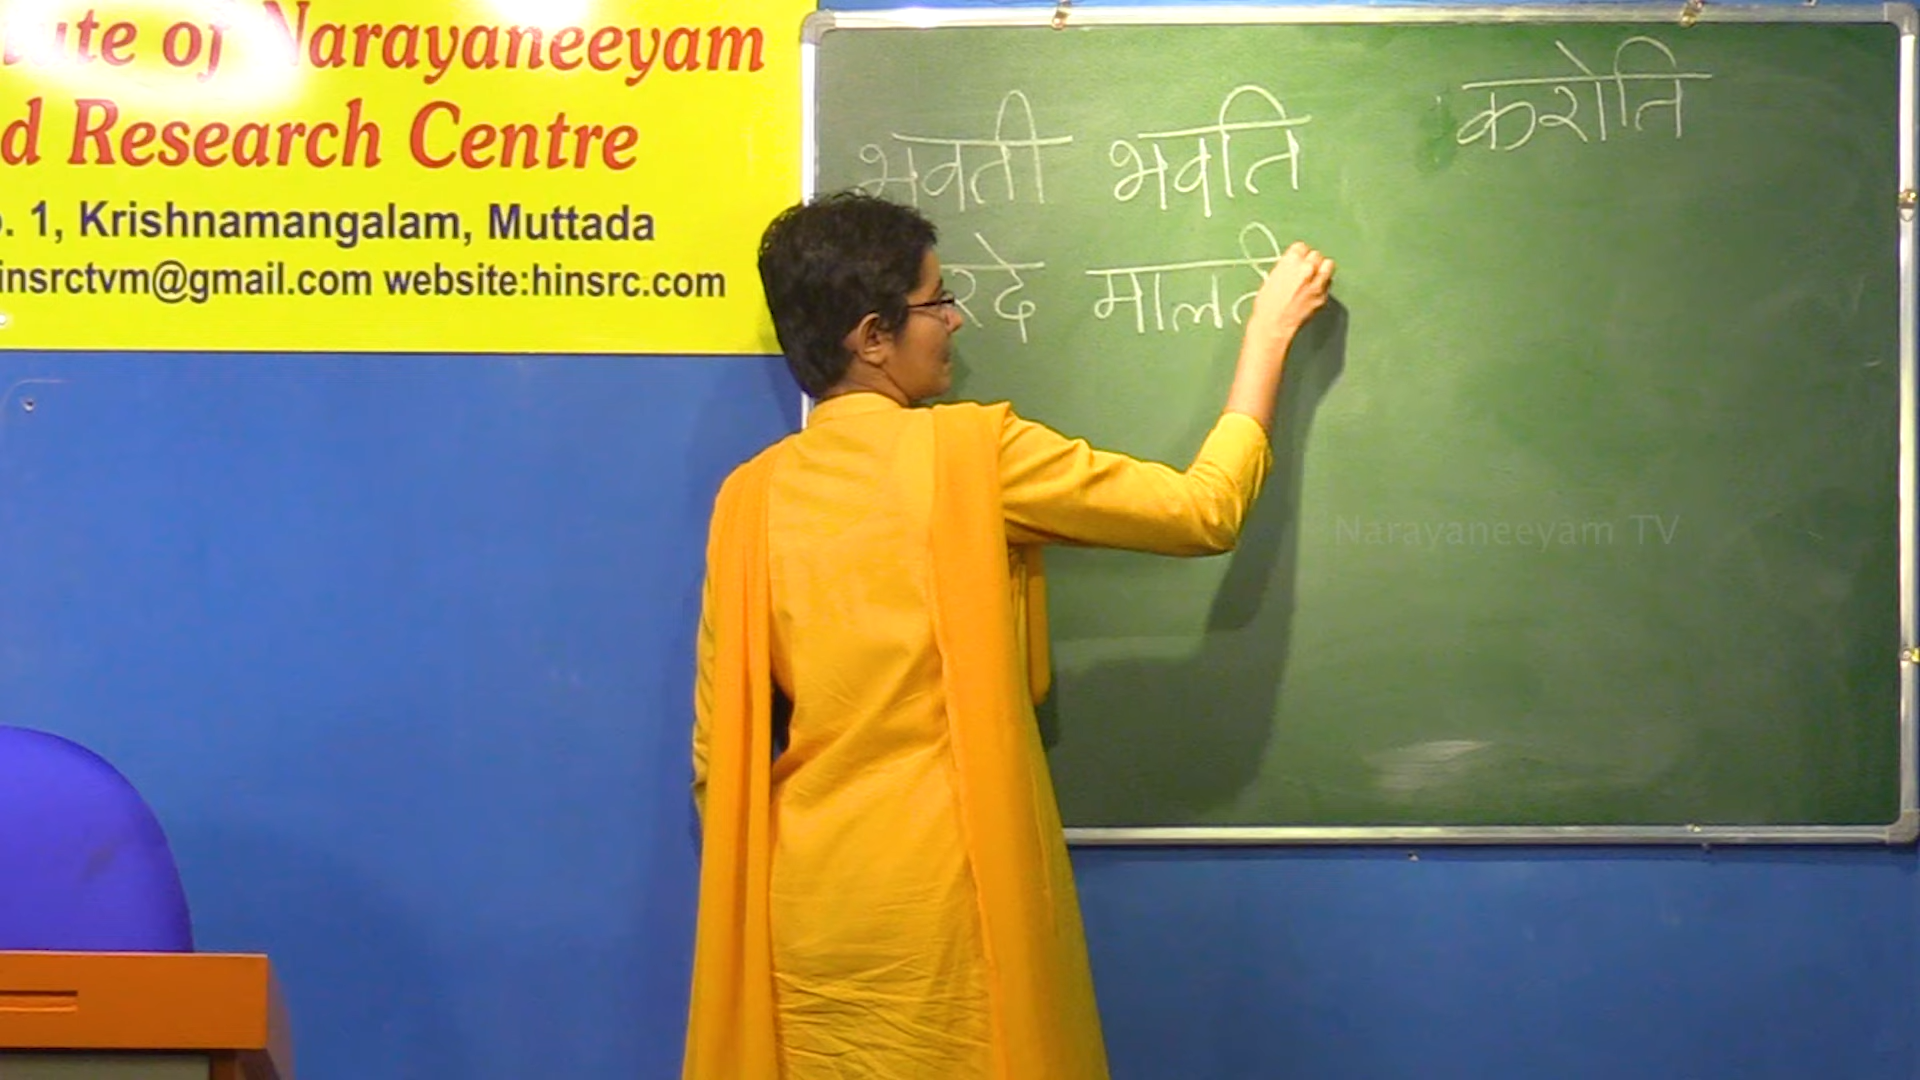 of Narayaneeyam
d Research Centre
. 1, Krishnamangalam, Muttada
insrctvm@gmail.com website:hinsrc.com
करोति
भवती भवति
रदे मालती
Narayaneeyam TV